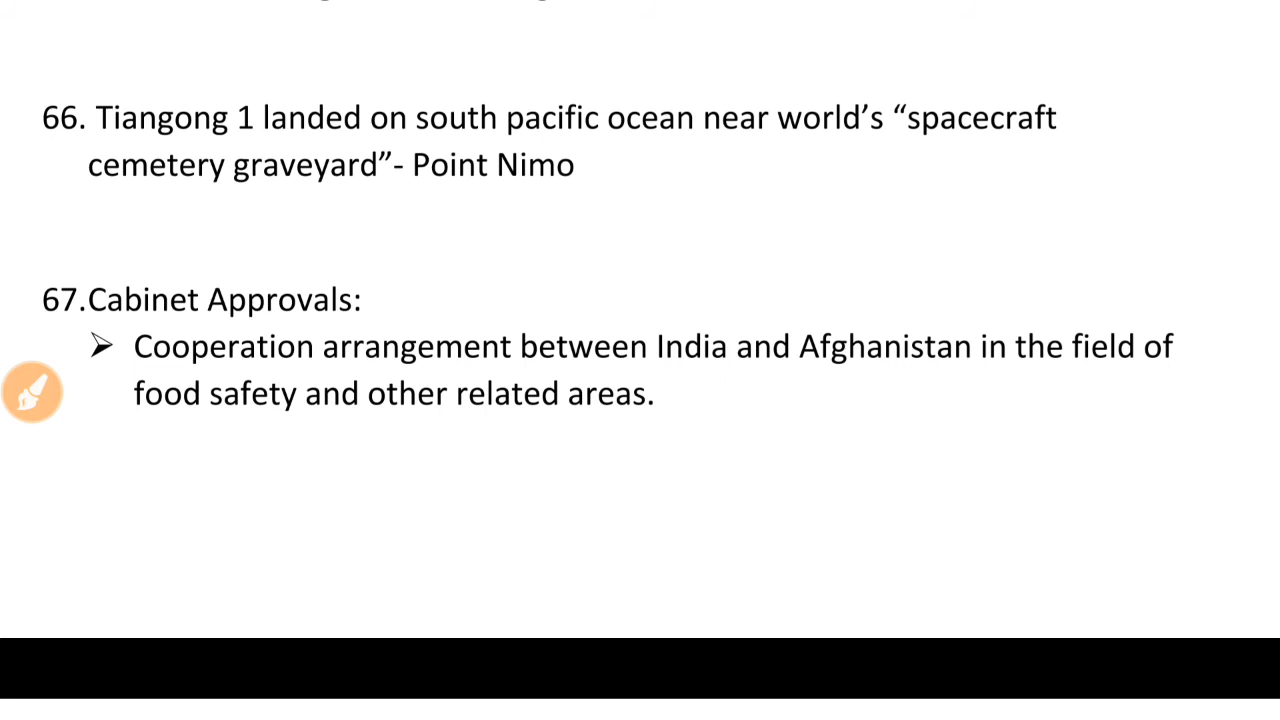 66. Tiangong 1 landed on south pacific ocean near world’s “spacecraft
cemetery graveyard”- Point Nimo
67.Cabinet Approvals:
➢ Cooperation arrangement between India and Afghanistan in the field of
food safety and other related areas.